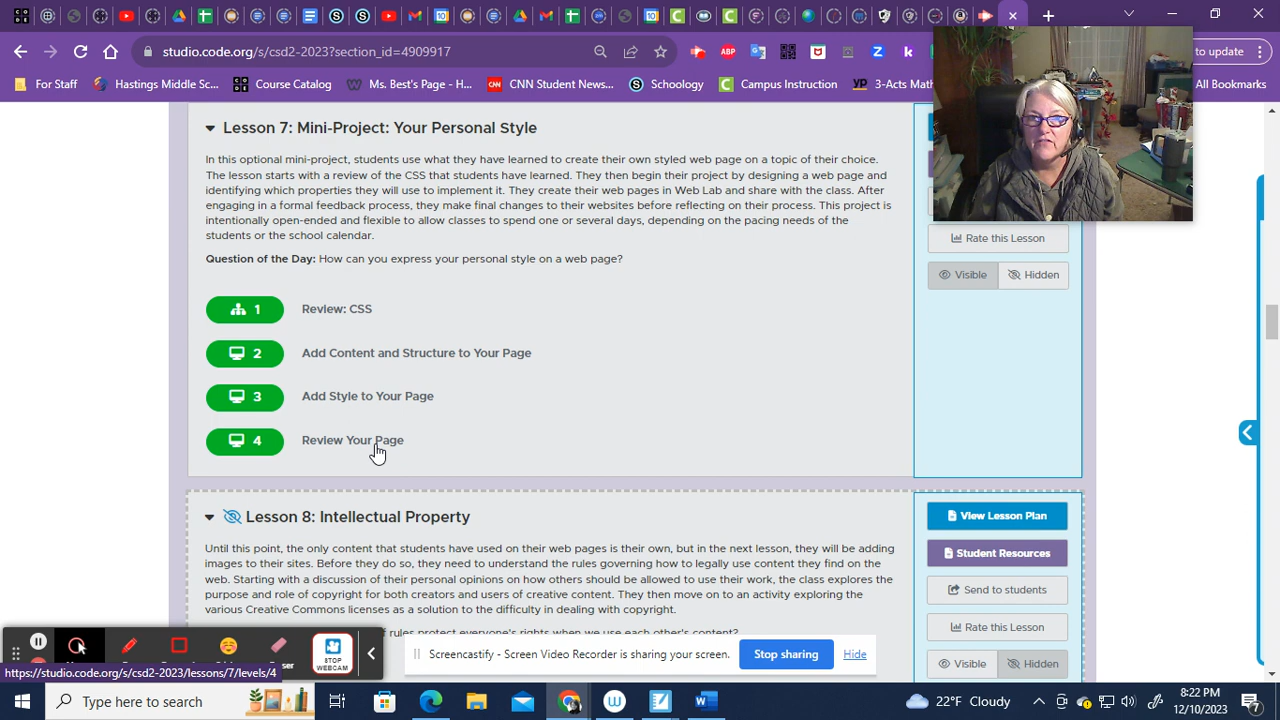 studio.code.org/s/csd2-2023?section_id=4909917
to update
For Staff
Hastings Middle Sc...
Course Catalog
Ms. Best's Page - H...
CNN Student News...
Schoology
Campus Instruction
3-Acts Math
All Bookmarks
Lesson 7: Mini-Project: Your Personal Style
In this optional mini-project, students use what they have learned to create their own styled web page on a topic of their choice.
The lesson starts with a review of the CSS that students have learned. They then begin their project by designing a web page and
identifying which properties they will use to implement it. They create their web pages in Web Lab and share with the class. After
engaging in a formal feedback process, they make final changes to their websites before reflecting on their process. This project is
intentionally open-ended and flexible to allow classes to spend one or several days, depending on the pacing needs of the
students or the school calendar.
Question of the Day: How can you express your personal style on a web page?
Rate this Lesson
Visible
Hidden
1 Review: CSS
2 Add Content and Structure to Your Page
3 Add Style to Your Page
4 Review Your Page
Lesson 8: Intellectual Property
Until this point, the only content that students have used on their web pages is their own, but in the next lesson, they will be adding
images to their sites. Before they do so, they need to understand the rules governing how to legally use content they find on the
web. Starting with a discussion of their personal opinions on how others should be allowed to use their work, the class explores the
purpose and role of copyright for both creators and users of creative content. They then move on to an activity exploring the
various Creative Commons licenses as a solution to the difficulty in dealing with copyright.
f rules protect everyone's rights when we use each other's content?
View Lesson Plan
Student Resources
Send to students
Rate this Lesson
Visible
Hidden
STOP
WEBCAM
Screencastify - Screen Video Recorder is sharing your screen.
Stop sharing
Hide
https://studio.code.org/s/csd2-2023/lessons/7/levels/4
Type here to search
22°F Cloudy
8:22 PM
12/10/2023